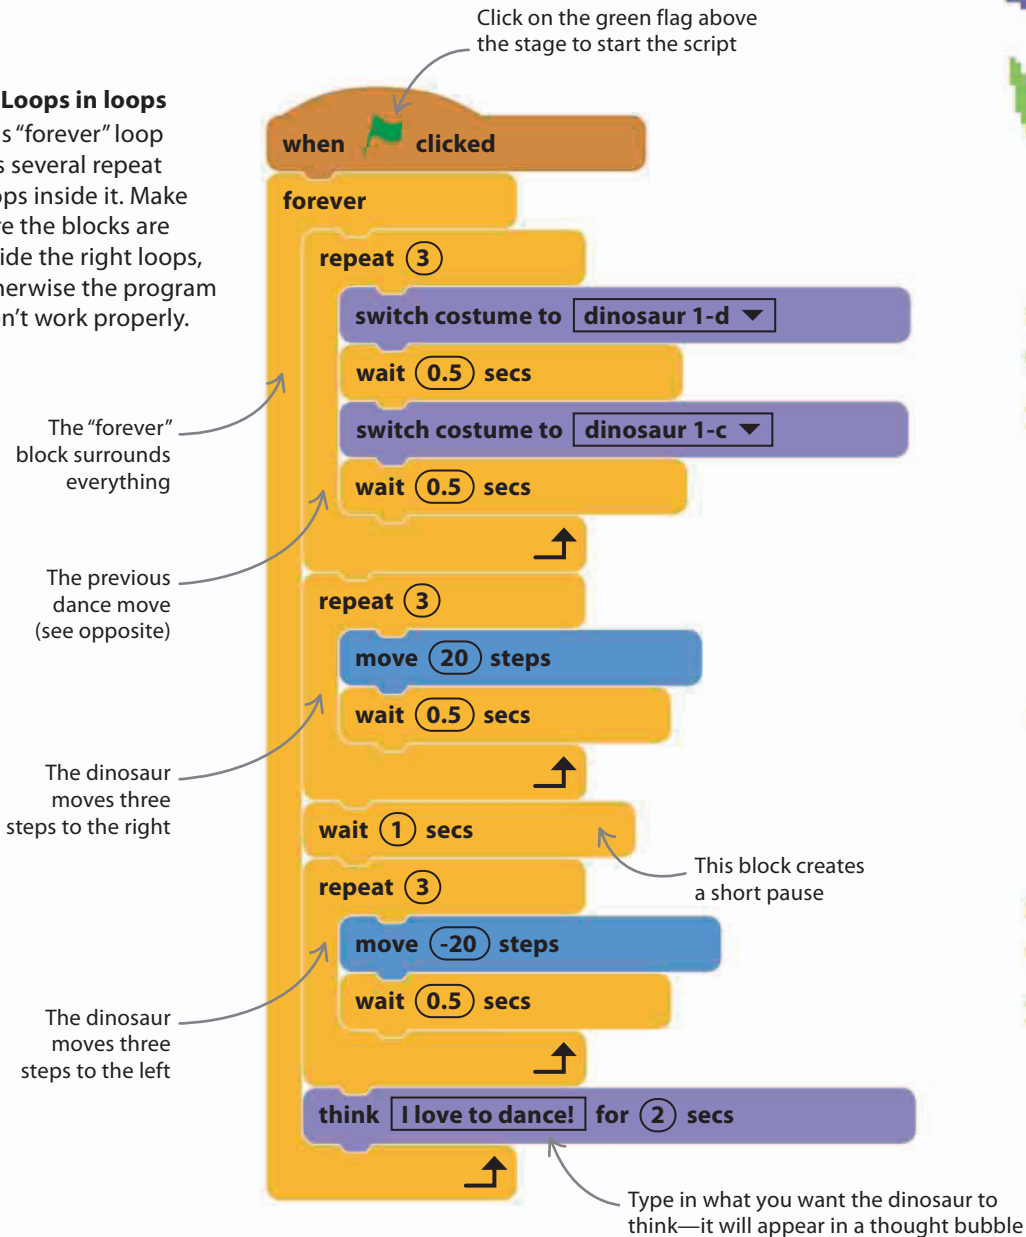 Click on the green flag above
the stage to start the script
Loops in loops
s “forever” loop
s several repeat
ops inside it. Make
re the blocks are
ide the right loops,
herwise the program
on’t work properly.
when clicked
forever
repeat 3
switch costume to dinosaur 1-d
wait 0.5 secs
switch costume to dinosaur 1-c
wait 0.5 secs
The “forever”
block surrounds
everything
The previous
dance move
(see opposite)
repeat 3
move 20 steps
wait 0.5 secs
The dinosaur
moves three
steps to the right
wait 1 secs
This block creates
a short pause
repeat 3
move -20 steps
wait 0.5 secs
The dinosaur
moves three
steps to the left
think I love to dance! for 2 secs
Type in what you want the dinosaur to
think—it will appear in a thought bubble